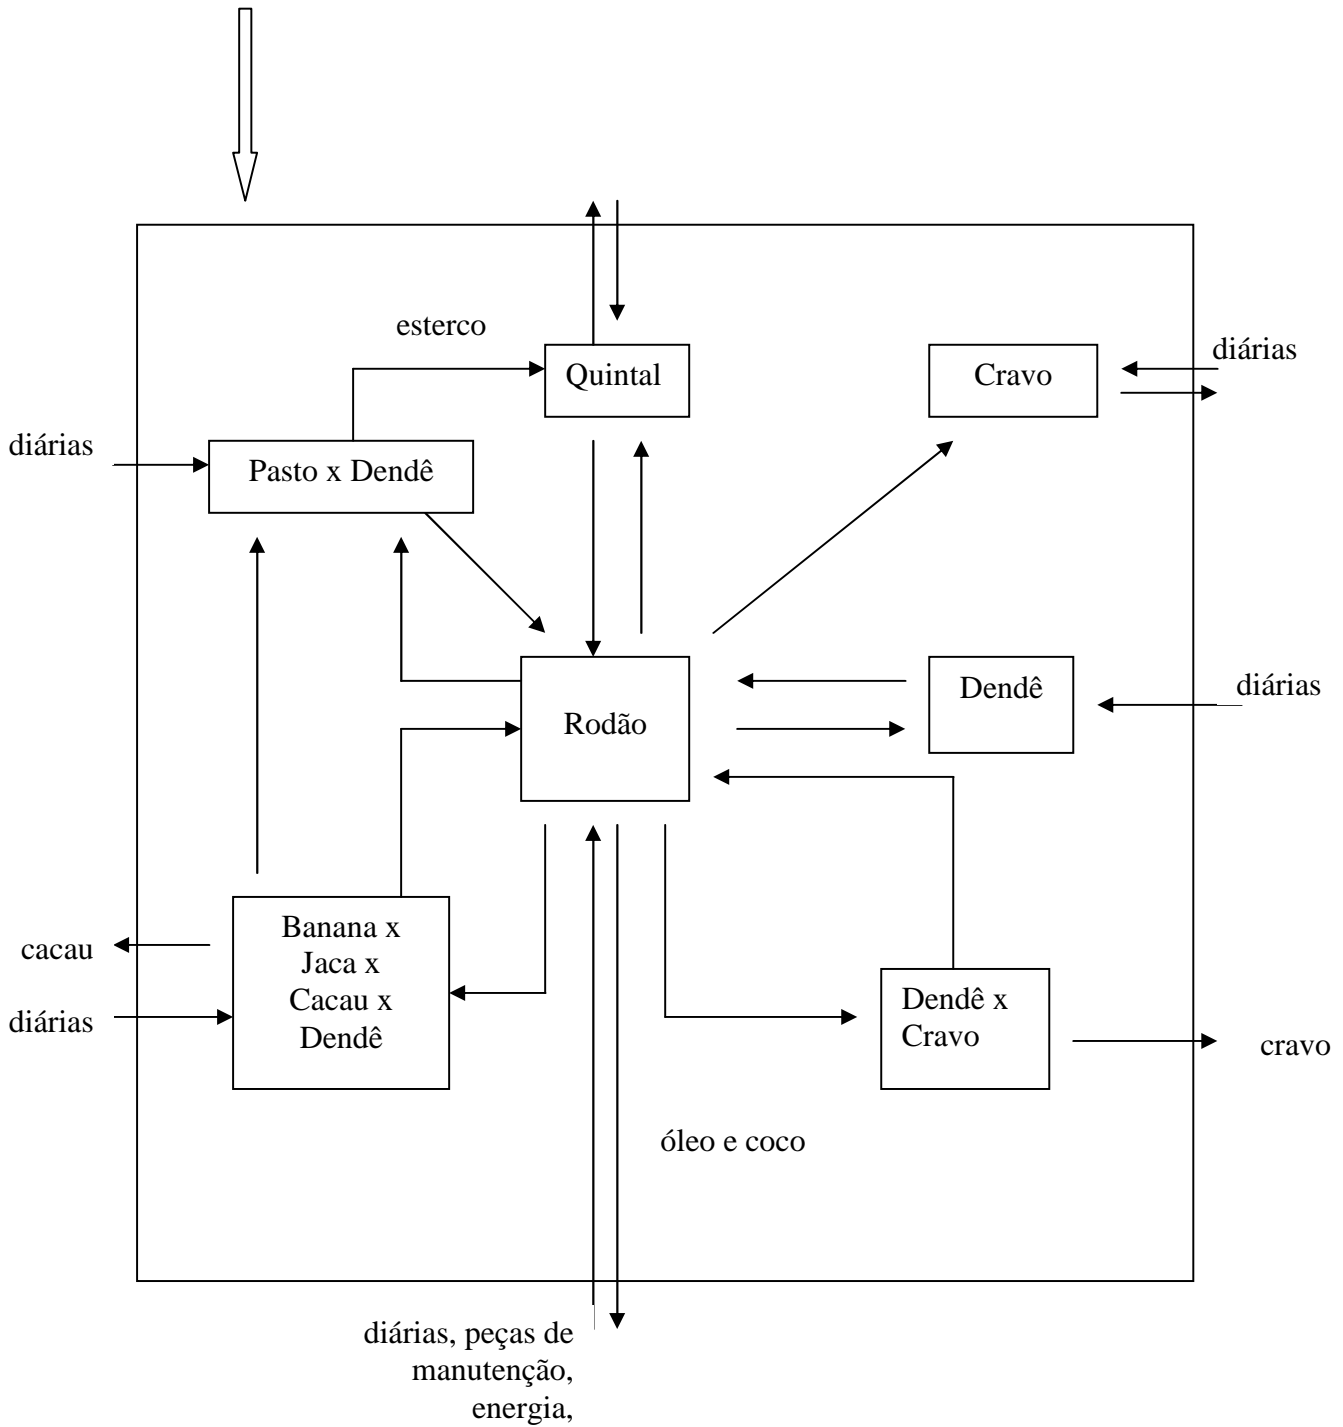 esterco
Quintal
Cravo
diárias
diárias
Pasto x Dendê
Dendê
diárias
Rodão
Banana x
Jaca x
Cacau x
Dendê
cacau
diárias
Dendê x
Cravo
cravo
óleo e coco
diárias, peças de
manutenção,
energia,